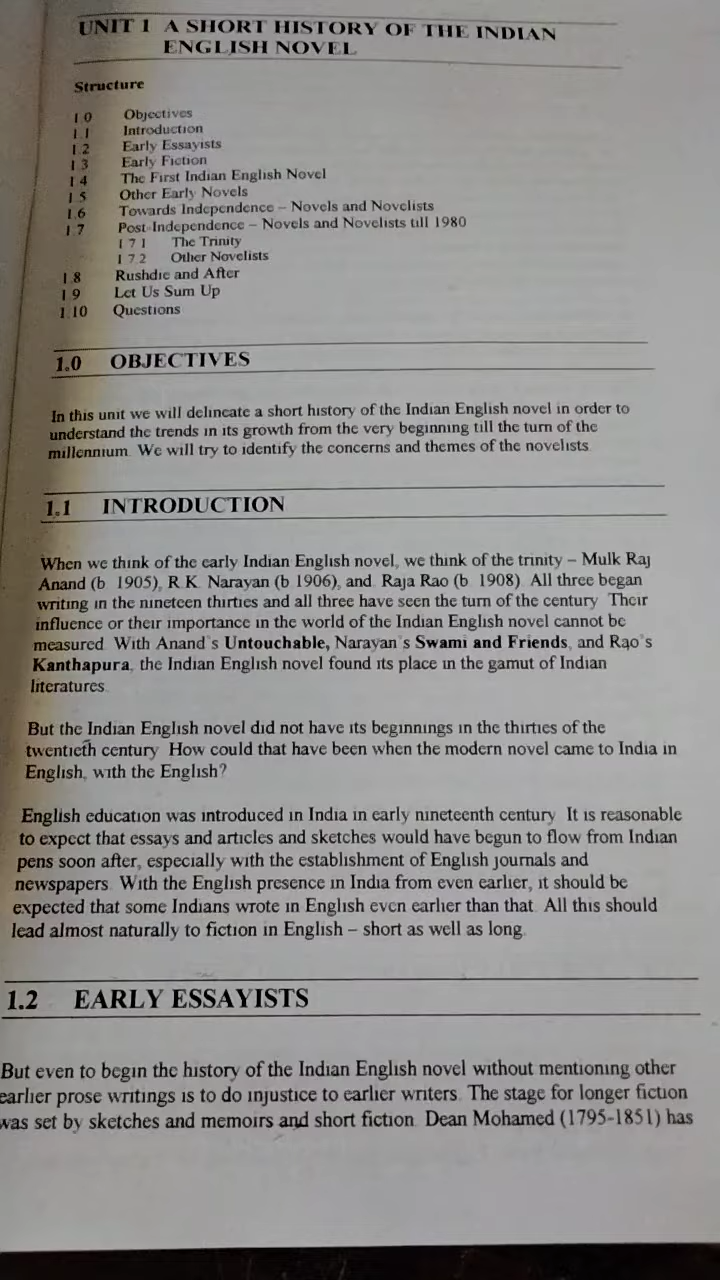 UNIT 1 A SHORT HISTORY OF THE INDIAN
ENGLISH NOVEL
Structure
1.0 Objectives
1.1 Introduction
1.2 Early Essayists
1.3 Early Fiction
1.4 The First Indian English Novel
1.5 Other Early Novels
1.6 Towards Independence – Novels and Novelists
1.7 Post-Independence – Novels and Novelists till 1980
1.7.1 The Trinity
1.7.2 Other Novelists
1.8 Rushdie and After
1.9 Let Us Sum Up
1.10 Questions
1.0 OBJECTIVES
In this unit we will delineate a short history of the Indian English novel in order to
understand the trends in its growth from the very beginning till the turn of the
millennium. We will try to identify the concerns and themes of the novelists.
1.1 INTRODUCTION
When we think of the early Indian English novel, we think of the trinity – Mulk Raj
Anand (b. 1905), R.K. Narayan (b 1906), and Raja Rao (b. 1908). All three began
writing in the nineteen thirties and all three have seen the turn of the century. Their
influence or their importance in the world of the Indian English novel cannot be
measured. With Anand's Untouchable, Narayan's Swami and Friends, and Rao's
Kanthapura, the Indian English novel found its place in the gamut of Indian
literatures.
But the Indian English novel did not have its beginnings in the thirties of the
twentieth century. How could that have been when the modern novel came to India in
English, with the English?
English education was introduced in India in early nineteenth century. It is reasonable
to expect that essays and articles and sketches would have begun to flow from Indian
pens soon after, especially with the establishment of English journals and
newspapers. With the English presence in India from even earlier, it should be
expected that some Indians wrote in English even earlier than that. All this should
lead almost naturally to fiction in English – short as well as long.
1.2 EARLY ESSAYISTS
But even to begin the history of the Indian English novel without mentioning other
earlier prose writings is to do injustice to earlier writers. The stage for longer fiction
was set by sketches and memoirs and short fiction. Dean Mohamed (1795-1851) has